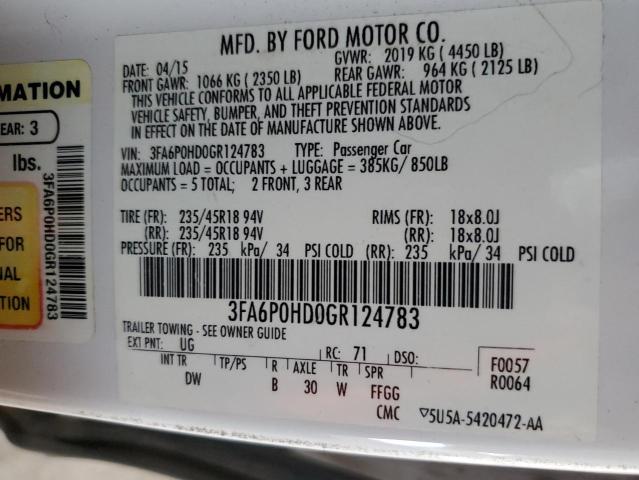 MFD. BY FORD MOTOR CO.
DATE: 04/15 GVWR: 2019 KG ( 4450 LB)
FRONT GAWR: 1066 KG ( 2350 LB) REAR GAWR: 964 KG ( 2125 LB)
THIS VEHICLE CONFORMS TO ALL APPLICABLE FEDERAL MOTOR
VEHICLE SAFETY, BUMPER, AND THEFT PREVENTION STANDARDS
IN EFFECT ON THE DATE OF MANUFACTURE SHOWN ABOVE.
VIN: 3FA6P0HD0GR124783 TYPE: Passenger Car
MAXIMUM LOAD = OCCUPANTS + LUGGAGE = 385KG/ 850LB
OCCUPANTS = 5 TOTAL; 2 FRONT, 3 REAR
TIRE (FR): 235/45R18 94V RIMS (FR): 18x8.0J
(RR): 235/45R18 94V (RR): 18x8.0J
PRESSURE (FR): 235 kPa/ 34 PSI COLD (RR): 235 kPa/ 34 PSI COLD
3FA6P0HD0GR124783
TRAILER TOWING - SEE OWNER GUIDE
EXT PNT: UG RC: 71 DSO: F0057
INT TR TP/PS R AXLE TR SPR R0064
DW B 30 W FFGG
CMC ▽5U5A-5420472-AA
MATION
EAR: 3
lbs.
3FA6P0HD0GR124783
ERS
FOR
NAL
TION